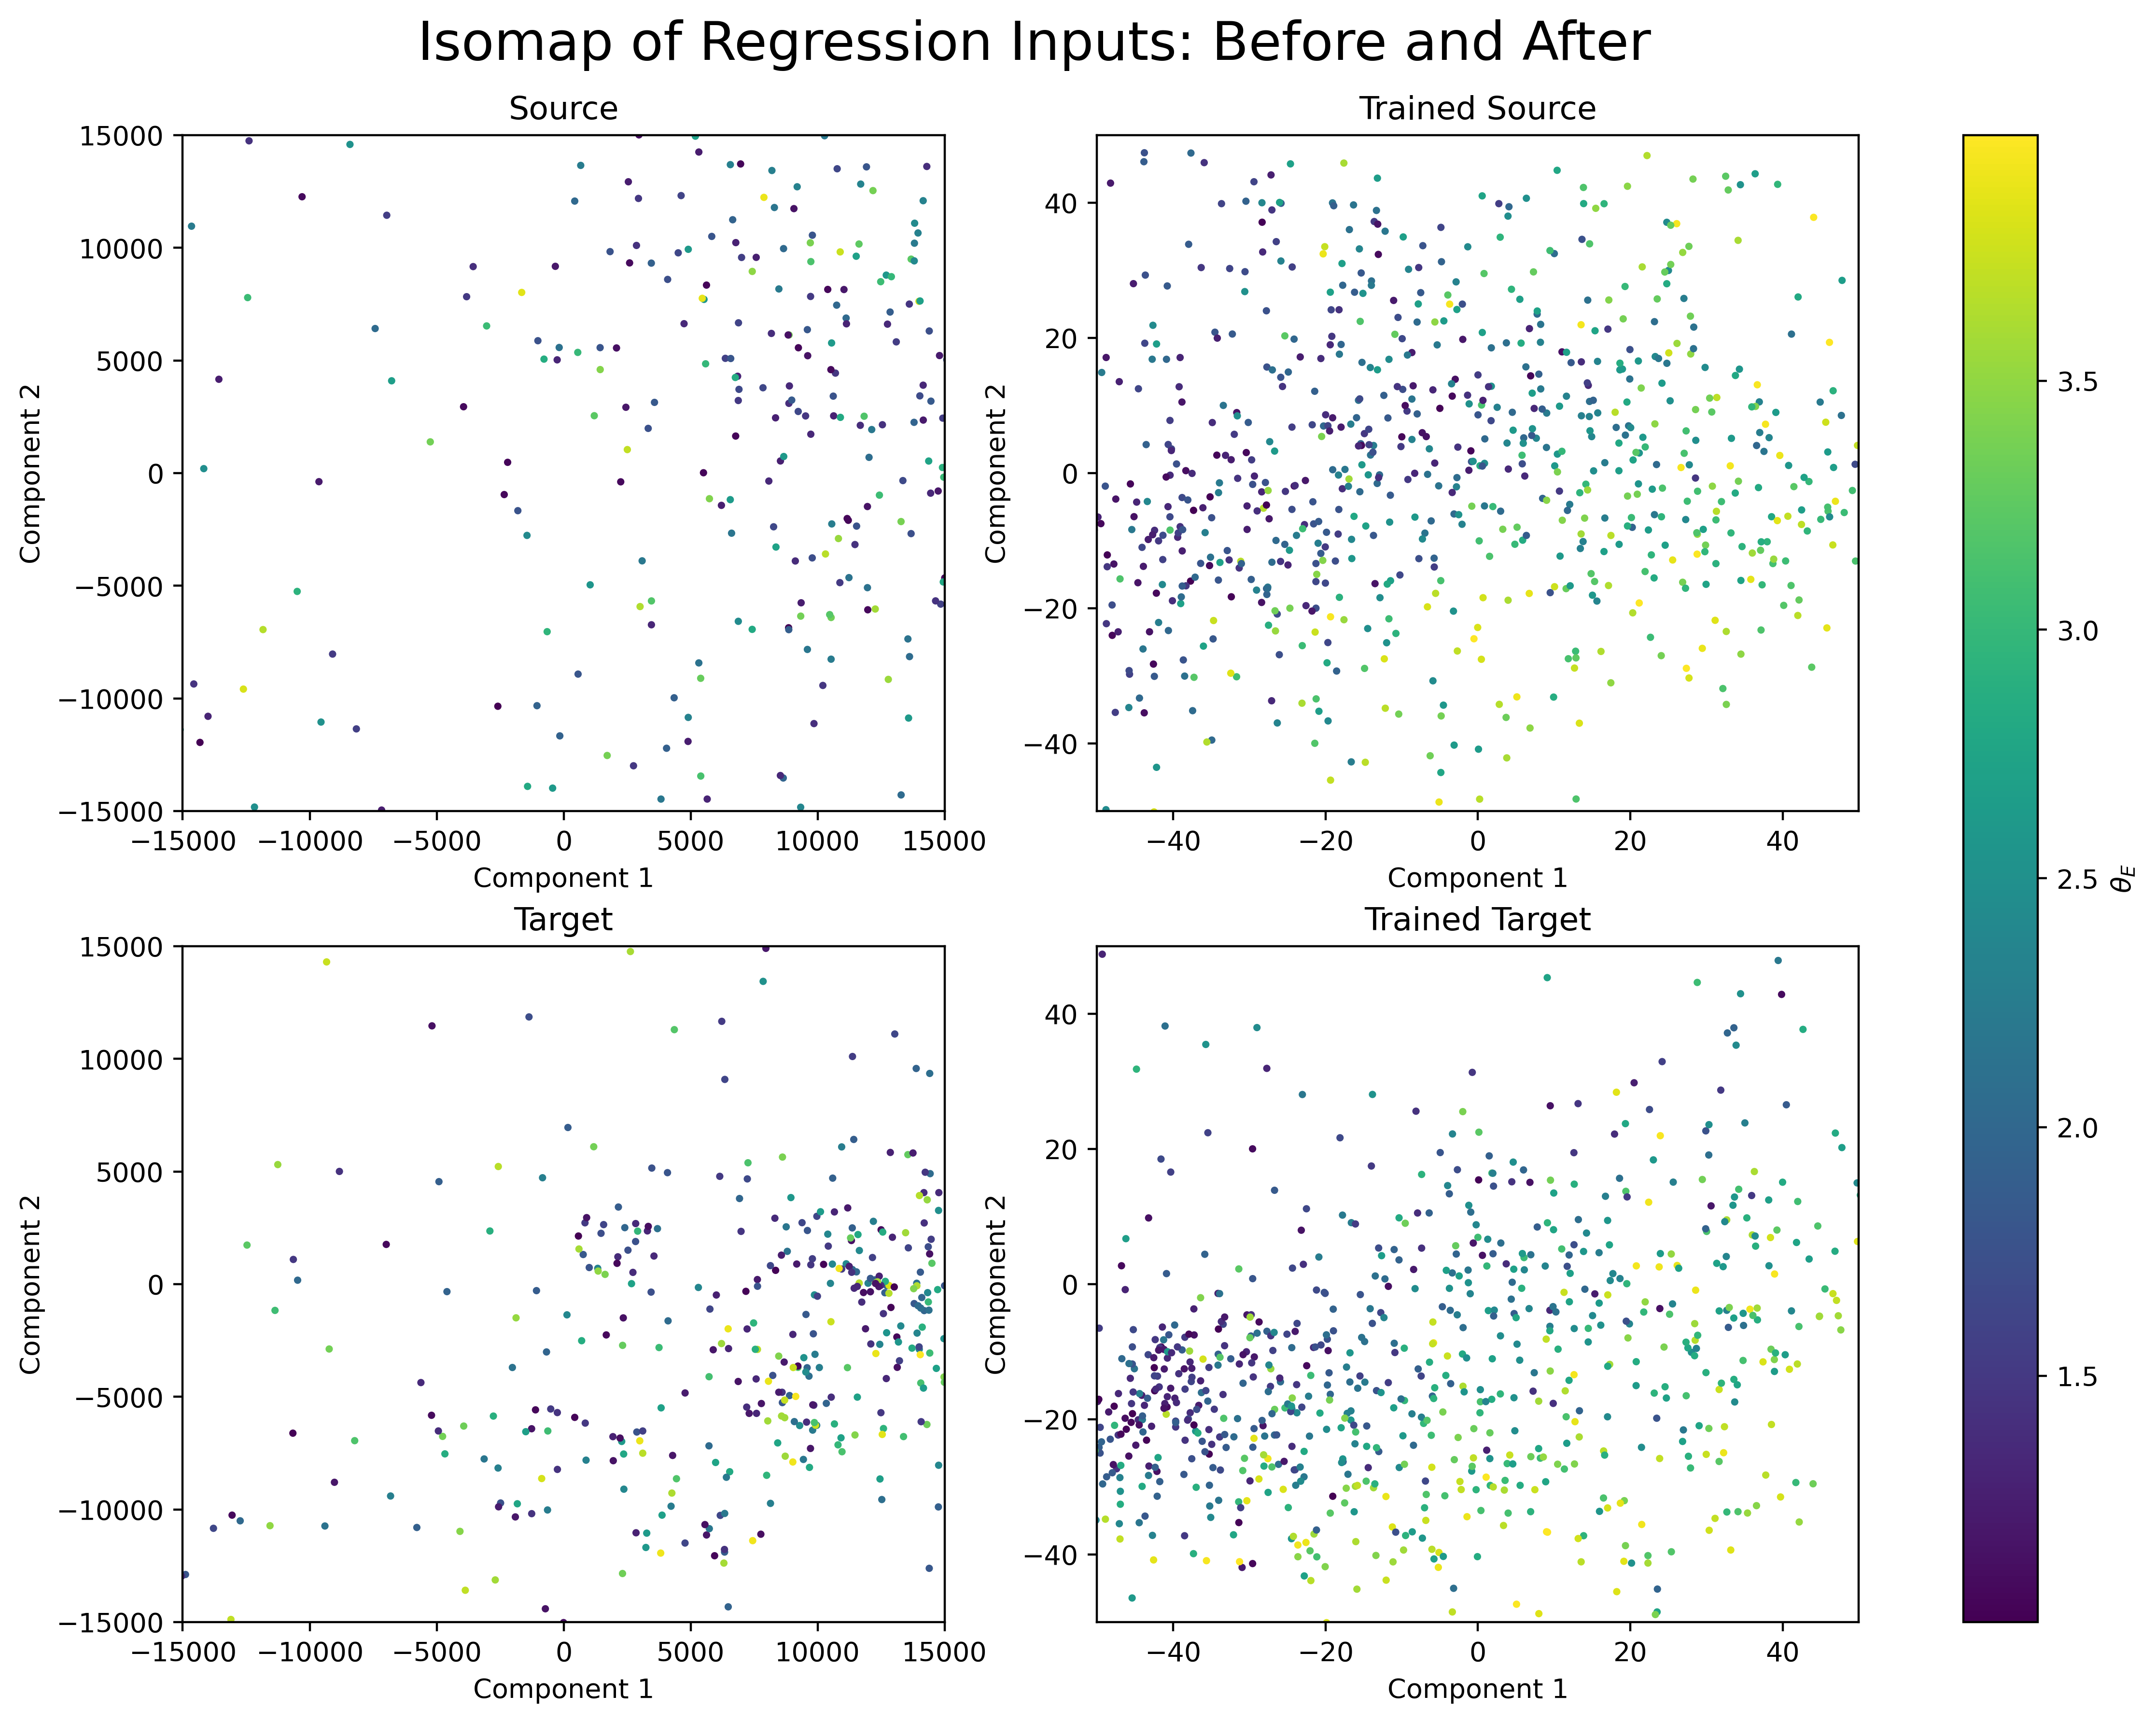 Isomap of Regression Inputs: Before and After
Source
Trained Source
15000
10000
5000
0
−5000
−10000
−15000
Component 2
−15000 −10000 −5000 0 5000 10000 15000
Component 1
40
20
0
−20
−40
Component 2
−40 −20 0 20 40
Component 1
Target
Trained Target
15000
10000
5000
0
−5000
−10000
−15000
Component 2
−15000 −10000 −5000 0 5000 10000 15000
Component 1
40
20
0
−20
−40
Component 2
−40 −20 0 20 40
Component 1
3.5
3.0
2.5
2.0
1.5
θ_E